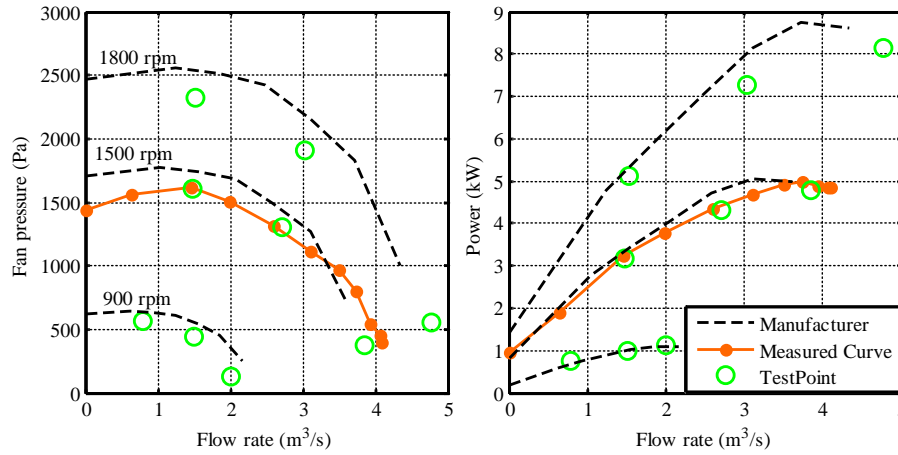 3000
2500
2000
1500
1000
500
0
Fan pressure (Pa)
1800 rpm
1500 rpm
900 rpm
0 1 2 3 4 5
Flow rate (m³/s)
9
8
7
6
5
4
3
2
1
0
Power (kW)
Manufacturer
Measured Curve
TestPoint
0 1 2 3 4 5
Flow rate (m³/s)